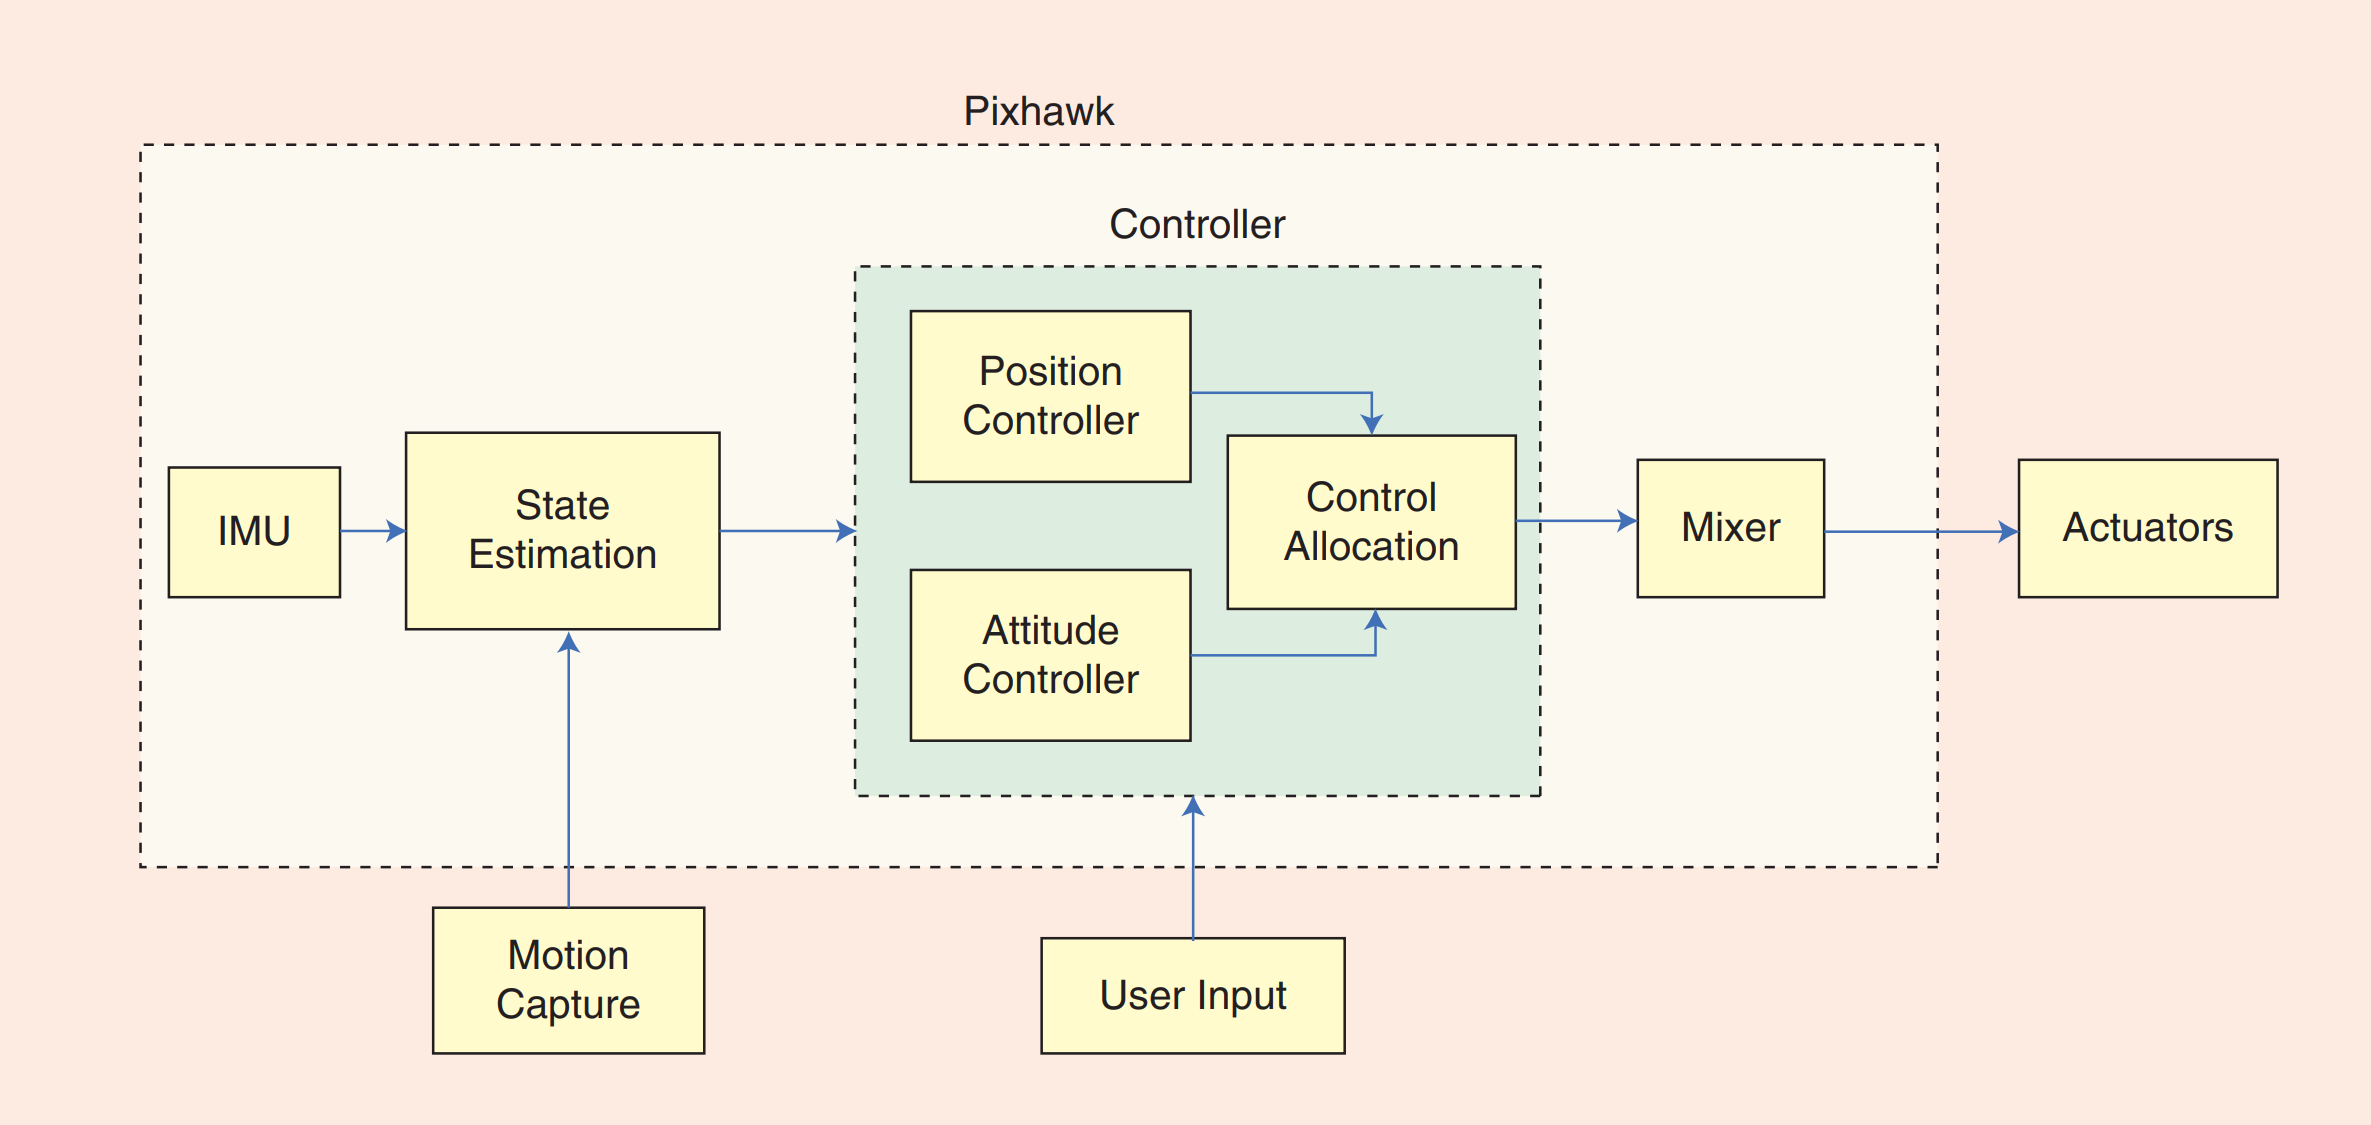 Pixhawk
Controller
Position
Controller
IMU
State
Estimation
Control
Allocation
Mixer
Actuators
Attitude
Controller
Motion
Capture
User Input